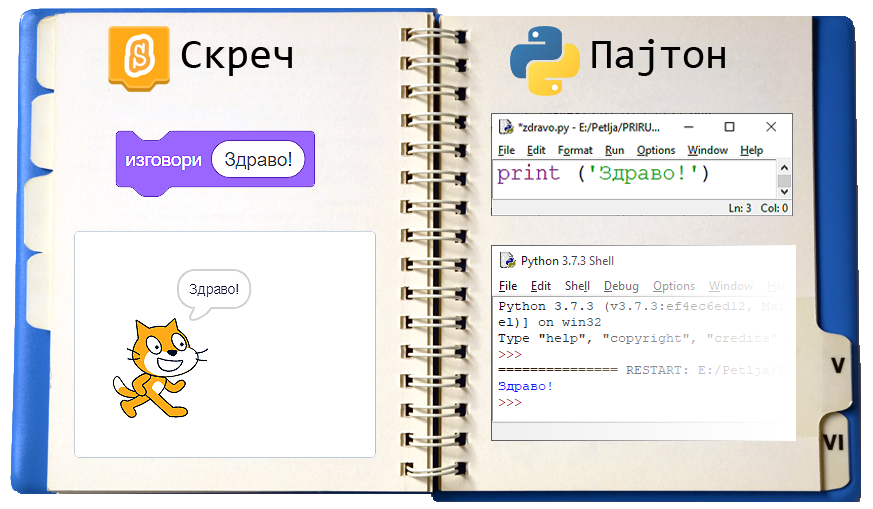 Скреч
изговори Здраво!
Здраво!
Пајтон
*zdravo.py - E:/Petlja/PRIRU...
File Edit Format Run Options Window Help
print ('Здраво!')
Ln: 3 Col: 0
Python 3.7.3 Shell
File Edit Shell Debug Options Window Help
Python 3.7.3 (v3.7.3:ef4ec6ed12,
el)] on win32
Type "help", "copyright", "credits"
>>>
=============== RESTART: E:/Petlja/
Здраво!
>>>
V
VI